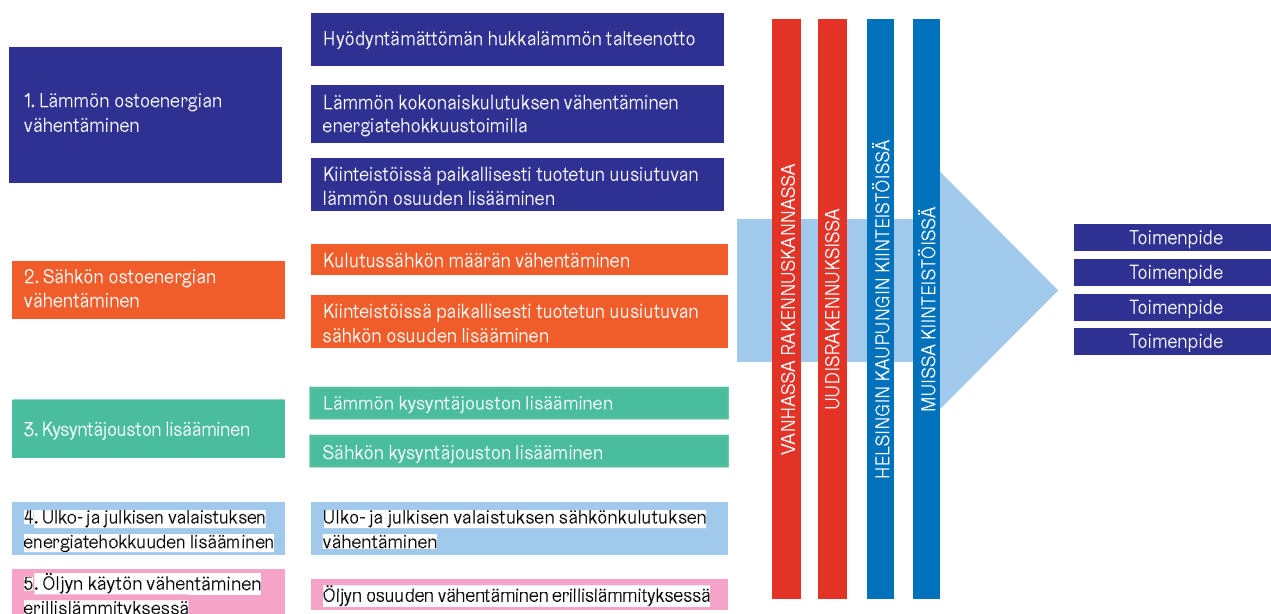 1. Lämmön ostoenergian
vähentäminen
Hyödyntämättömän hukkalämmön talteenotto
Lämmön kokonaiskulutuksen vähentäminen
energiatehokkuustoimilla
Kiinteistöissä paikallisesti tuotetun uusiutuvan
lämmön osuuden lisääminen
2. Sähkön ostoenergian
vähentäminen
Kulutussähkön määrän vähentäminen
Kiinteistöissä paikallisesti tuotetun uusiutuvan
sähkön osuuden lisääminen
3. Kysyntäjouston lisääminen
Lämmön kysyntäjouston lisääminen
Sähkön kysyntäjouston lisääminen
4. Ulko- ja julkisen valaistuksen
energiatehokkuuden lisääminen
Ulko- ja julkisen valaistuksen sähkönkulutuksen
vähentäminen
5. Öljyn käytön vähentäminen
erillislämmityksessä
Öljyn osuuden vähentäminen erillislämmityksessä
VANHASSA RAKENNUSKANNASSA
UUDISRAKENNUKSISSA
HELSINGIN KAUPUNGIN KIINTEISTÖISSÄ
MUISSA KIINTEISTÖISSÄ
Toimenpide
Toimenpide
Toimenpide
Toimenpide